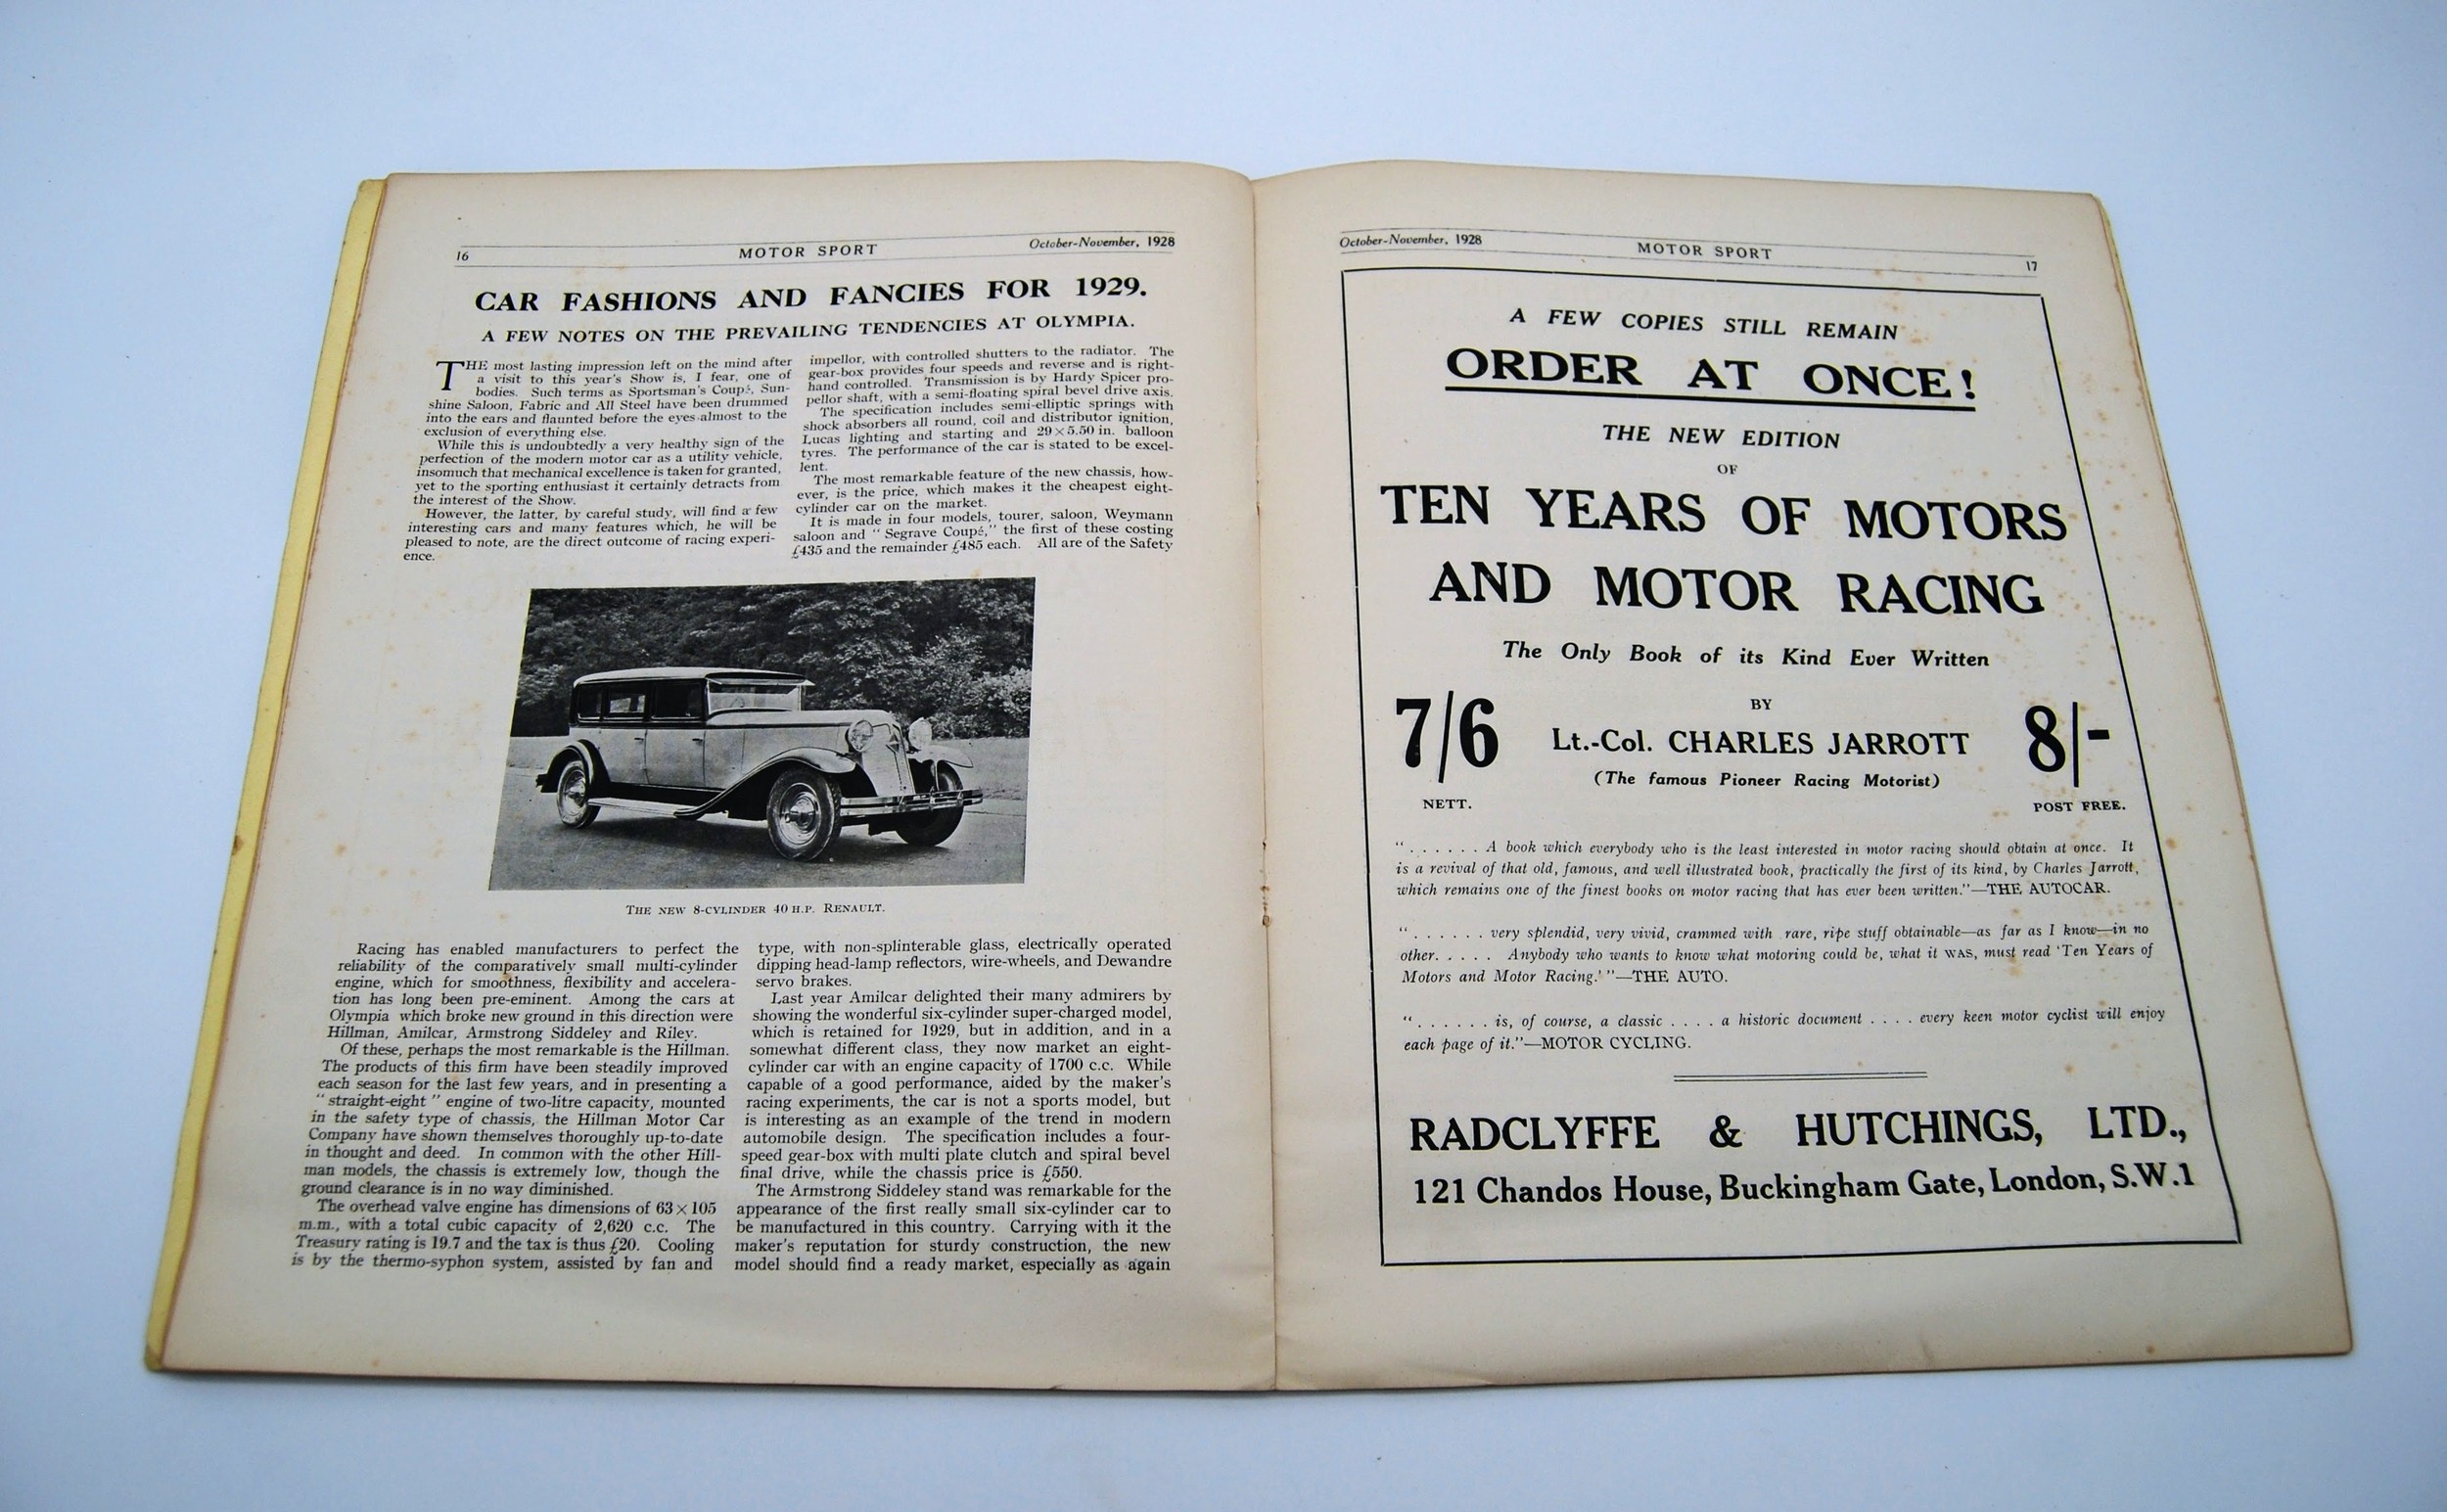 16
MOTOR SPORT
October-November, 1928
CAR FASHIONS AND FANCIES FOR 1929.
A FEW NOTES ON THE PREVAILING TENDENCIES AT OLYMPIA.
THE most lasting impression left on the mind after
a visit to this year's Show is, I fear, one of
bodies. Such terms as Sportsman's Coupé, Sun-
shine Saloon, Fabric and All Steel have been drummed
into the ears and flaunted before the eyes almost to the
exclusion of everything else.
While this is undoubtedly a very healthy sign of the
perfection of the modern motor car as a utility vehicle,
insomuch that mechanical excellence is taken for granted,
yet to the sporting enthusiast it certainly detracts from
the interest of the Show.
However, the latter, by careful study, will find a few
interesting cars and many features which, he will be
pleased to note, are the direct outcome of racing experi-
ence.
impellor, with controlled shutters to the radiator. The
gear-box provides four speeds and reverse and is right-
hand controlled. Transmission is by Hardy Spicer pro-
pellor shaft, with a semi-floating spiral bevel drive axis.
The specification includes semi-elliptic springs with
shock absorbers all round, coil and distributor ignition,
Lucas lighting and starting and 29×5.50 in. balloon
tyres. The performance of the car is stated to be excel-
lent.
The most remarkable feature of the new chassis, how-
ever, is the price, which makes it the cheapest eight-
cylinder car on the market.
It is made in four models, tourer, saloon, Weymann
saloon and "Segrave Coupé," the first of these costing
£435 and the remainder £485 each. All are of the Safety
THE NEW 8-CYLINDER 40 H.P. RENAULT.
Racing has enabled manufacturers to perfect the
reliability of the comparatively small multi-cylinder
engine, which for smoothness, flexibility and accelera-
tion has long been pre-eminent. Among the cars at
Olympia which broke new ground in this direction were
Hillman, Amilcar, Armstrong Siddeley and Riley.
Of these, perhaps the most remarkable is the Hillman.
The products of this firm have been steadily improved
each season for the last few years, and in presenting a
"straight-eight" engine of two-litre capacity, mounted
in the safety type of chassis, the Hillman Motor Car
Company have shown themselves thoroughly up-to-date
in thought and deed. In common with the other Hill-
man models, the chassis is extremely low, though the
ground clearance is in no way diminished.
The overhead valve engine has dimensions of 63×105
m.m., with a total cubic capacity of 2,620 c.c. The
Treasury rating is 19.7 and the tax is thus £20. Cooling
is by the thermo-syphon system, assisted by fan and
type, with non-splinterable glass, electrically operated
dipping head-lamp reflectors, wire-wheels, and Dewandre
servo brakes.
Last year Amilcar delighted their many admirers by
showing the wonderful six-cylinder super-charged model,
which is retained for 1929, but in addition, and in a
somewhat different class, they now market an eight-
cylinder car with an engine capacity of 1700 c.c. While
capable of a good performance, aided by the maker's
racing experiments, the car is not a sports model, but
is interesting as an example of the trend in modern
automobile design. The specification includes a four-
speed gear-box with multi plate clutch and spiral bevel
final drive, while the chassis price is £550.
The Armstrong Siddeley stand was remarkable for the
appearance of the first really small six-cylinder car to
be manufactured in this country. Carrying with it the
maker's reputation for sturdy construction, the new
model should find a ready market, especially as again
October-November, 1928
MOTOR SPORT
17
A FEW COPIES STILL REMAIN
ORDER AT ONCE!
THE NEW EDITION
OF
TEN YEARS OF MOTORS
AND MOTOR RACING
The Only Book of its Kind Ever Written
7/6
NETT.
BY
Lt.-Col. CHARLES JARROTT
(The famous Pioneer Racing Motorist)
8/-
POST FREE.
"...... A book which everybody who is the least interested in motor racing should obtain at once. It
is a revival of that old, famous, and well illustrated book, practically the first of its kind, by Charles Jarrott,
which remains one of the finest books on motor racing that has ever been written."—THE AUTOCAR.
"...... very splendid, very vivid, crammed with rare, ripe stuff obtainable—as far as I know—in no
other..... Anybody who wants to know what motoring could be, what it WAS, must read 'Ten Years of
Motors and Motor Racing.'"—THE AUTO.
"...... is, of course, a classic .... a historic document .... every keen motor cyclist will enjoy
each page of it."—MOTOR CYCLING.
RADCLYFFE & HUTCHINGS, LTD.,
121 Chandos House, Buckingham Gate, London, S.W.1